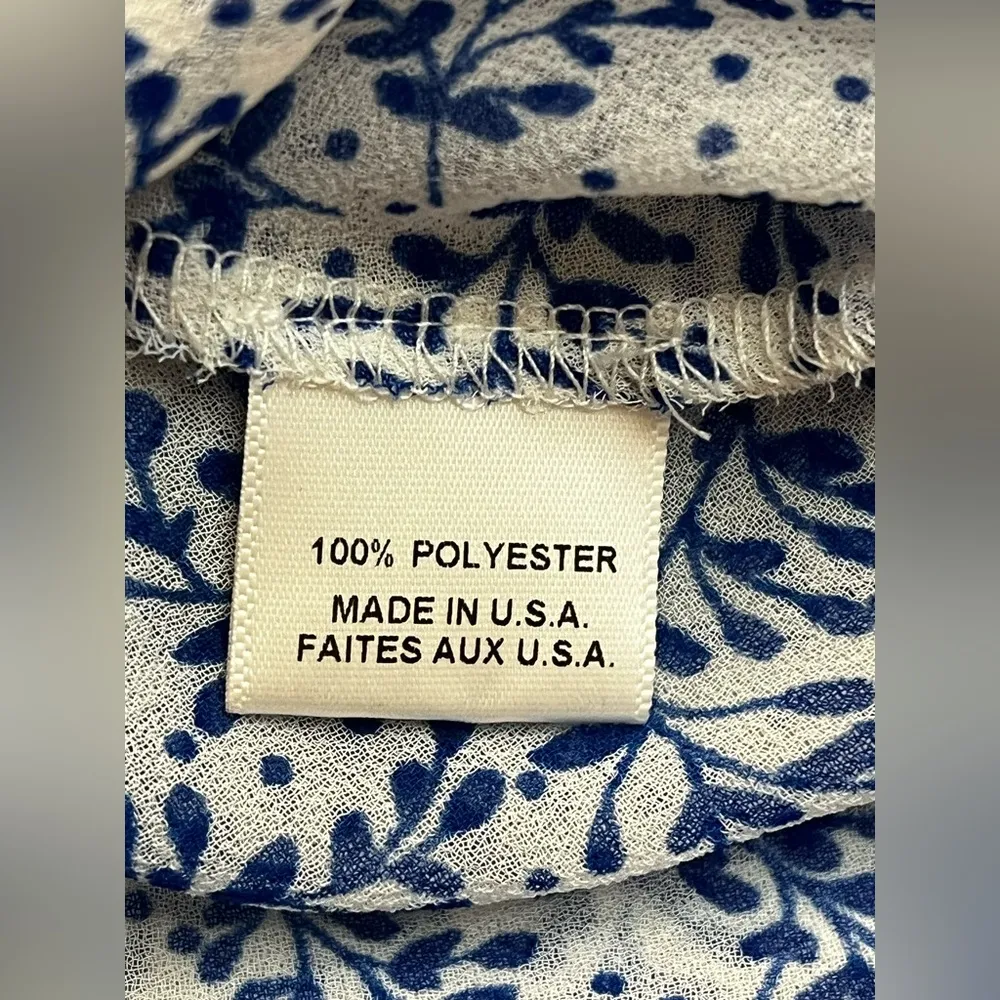 100% POLYESTER
MADE IN U.S.A.
FAITES AUX U.S.A.